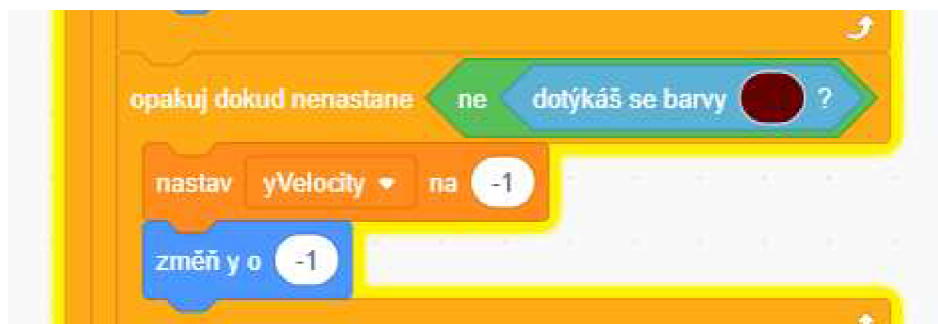 opakuj dokud nenastane ne dotýkáš se barvy ?
nastav yVelocity na -1
změň y o -1